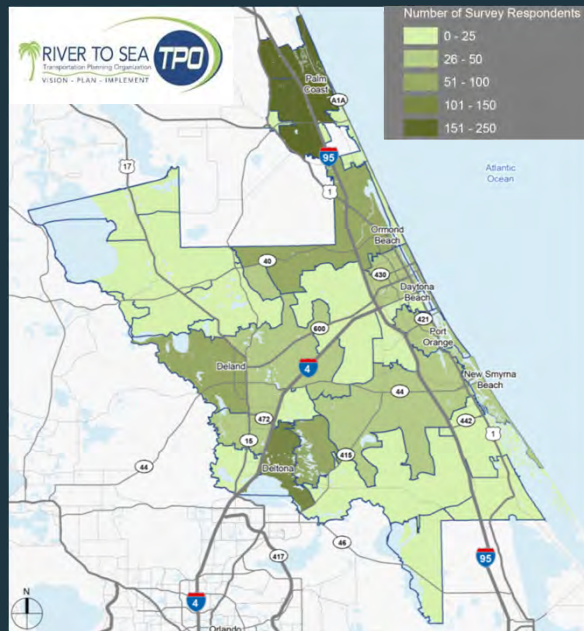 RIVER TO SEA
TPO
Transportation Planning Organization
VISION - PLAN - IMPLEMENT
Number of Survey Respondents
0 - 25
26 - 50
51 - 100
101 - 150
151 - 250
Palm
Coast
A1A
95
17
1
Atlantic
Ocean
Ormond
Beach
40
430
Daytona
Beach
600
421
Port
Orange
Deland
4
New Smyrna
Beach
44
472
442
1
15
415
44
Deltona
46
417
95
N
4
Orlando